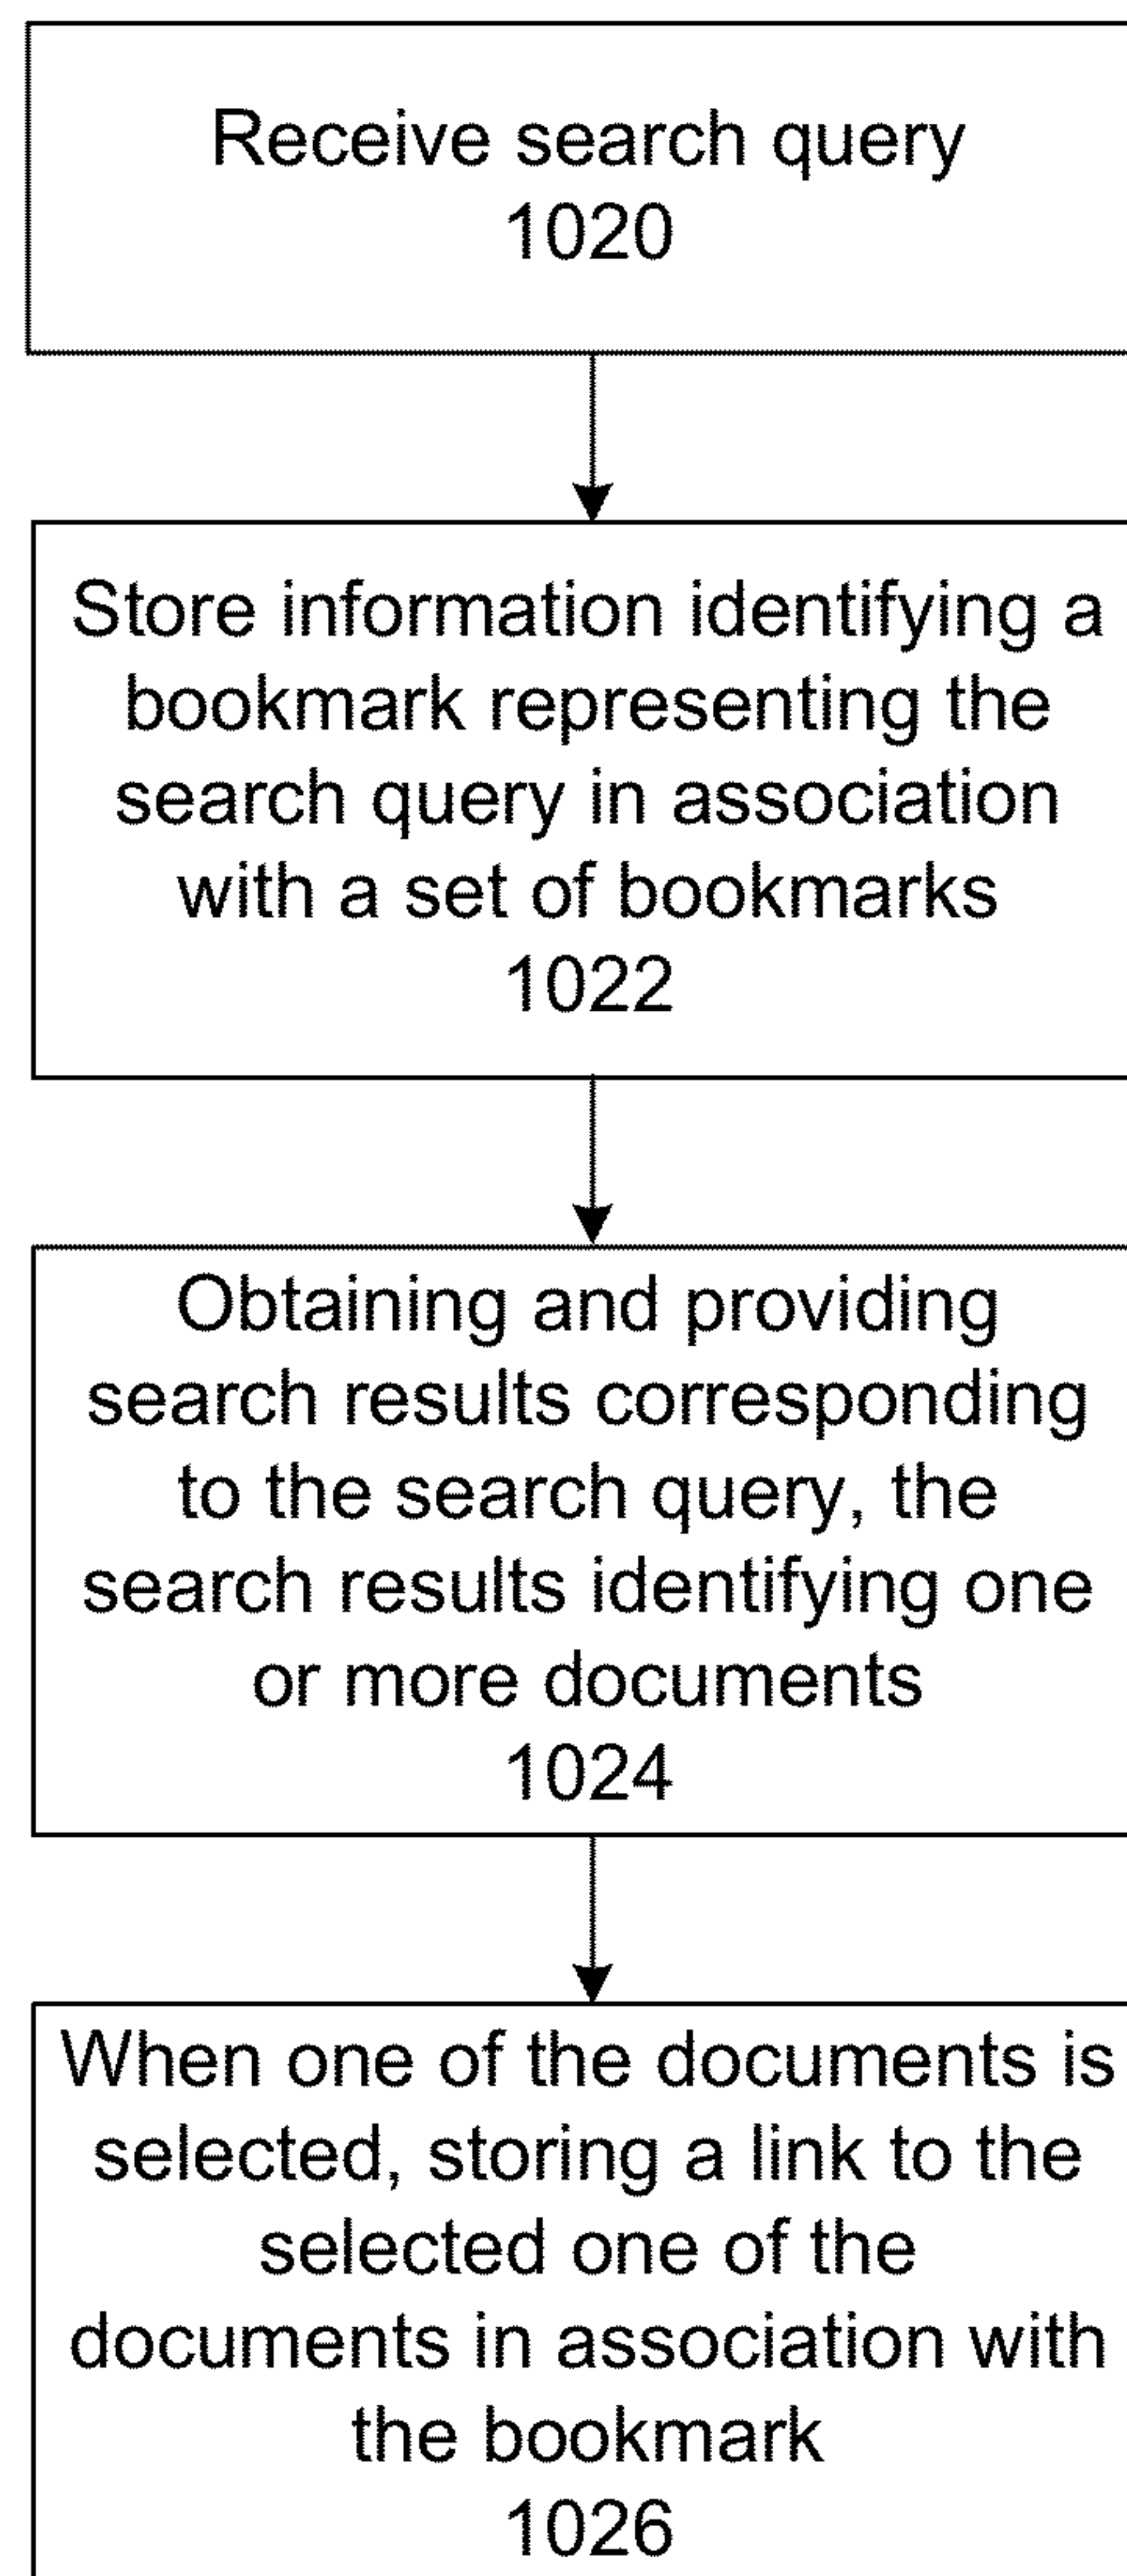 Receive search query
1020
Store information identifying a
bookmark representing the
search query in association
with a set of bookmarks
1022
Obtaining and providing
search results corresponding
to the search query, the
search results identifying one
or more documents
1024
When one of the documents is
selected, storing a link to the
selected one of the
documents in association with
the bookmark
1026